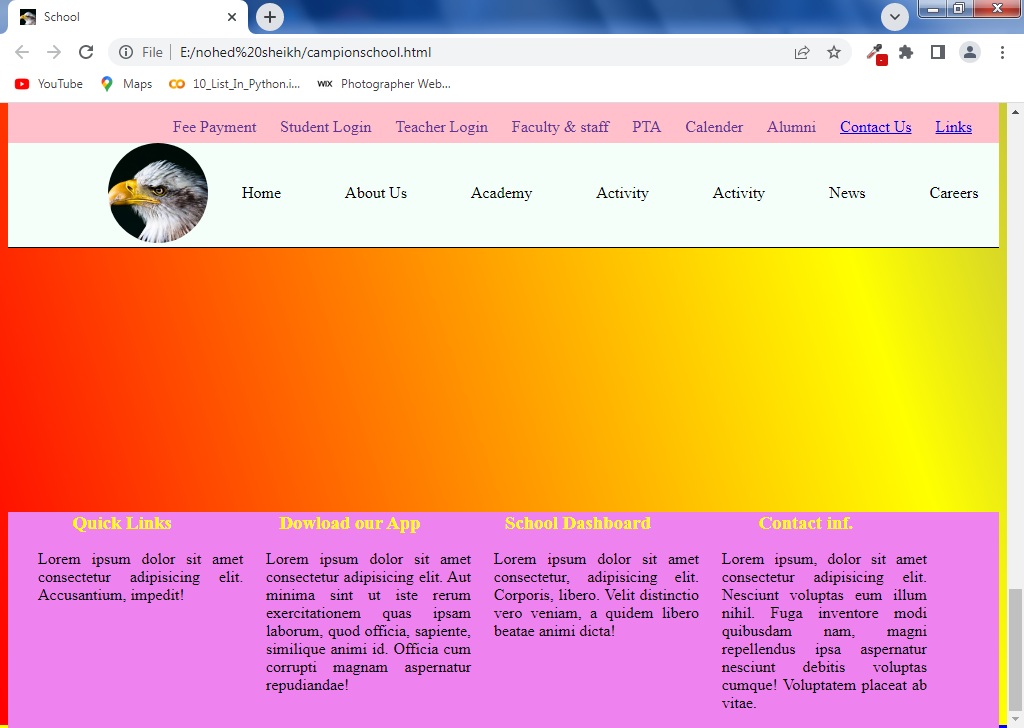 School
File
E:/nohed%20sheikh/campionschool.html
YouTube Maps 10_List_In_Python.i... WiX Photographer Web...
Fee Payment Student Login Teacher Login Faculty & staff PTA Calender Alumni Contact Us Links
Home About Us Academy Activity Activity News Careers
Quick Links
Lorem ipsum dolor sit amet
consectetur adipisicing elit.
Accusantium, impedit!
Dowload our App
Lorem ipsum dolor sit amet
consectetur adipisicing elit. Aut
minima sint ut iste rerum
exercitationem quas ipsam
laborum, quod officia, sapiente,
similique animi id. Officia cum
corrupti magnam aspernatur
repudiandae!
School Dashboard
Lorem ipsum dolor sit amet
consectetur, adipisicing elit.
Corporis, libero. Velit distinctio
vero veniam, a quidem libero
beatae animi dicta!
Contact inf.
Lorem ipsum, dolor sit amet
consectetur adipisicing elit.
Nesciunt voluptas eum illum
nihil. Fuga inventore modi
quibusdam nam, magni
repellendus ipsa aspernatur
nesciunt debitis voluptas
cumque! Voluptatem placeat ab
vitae.